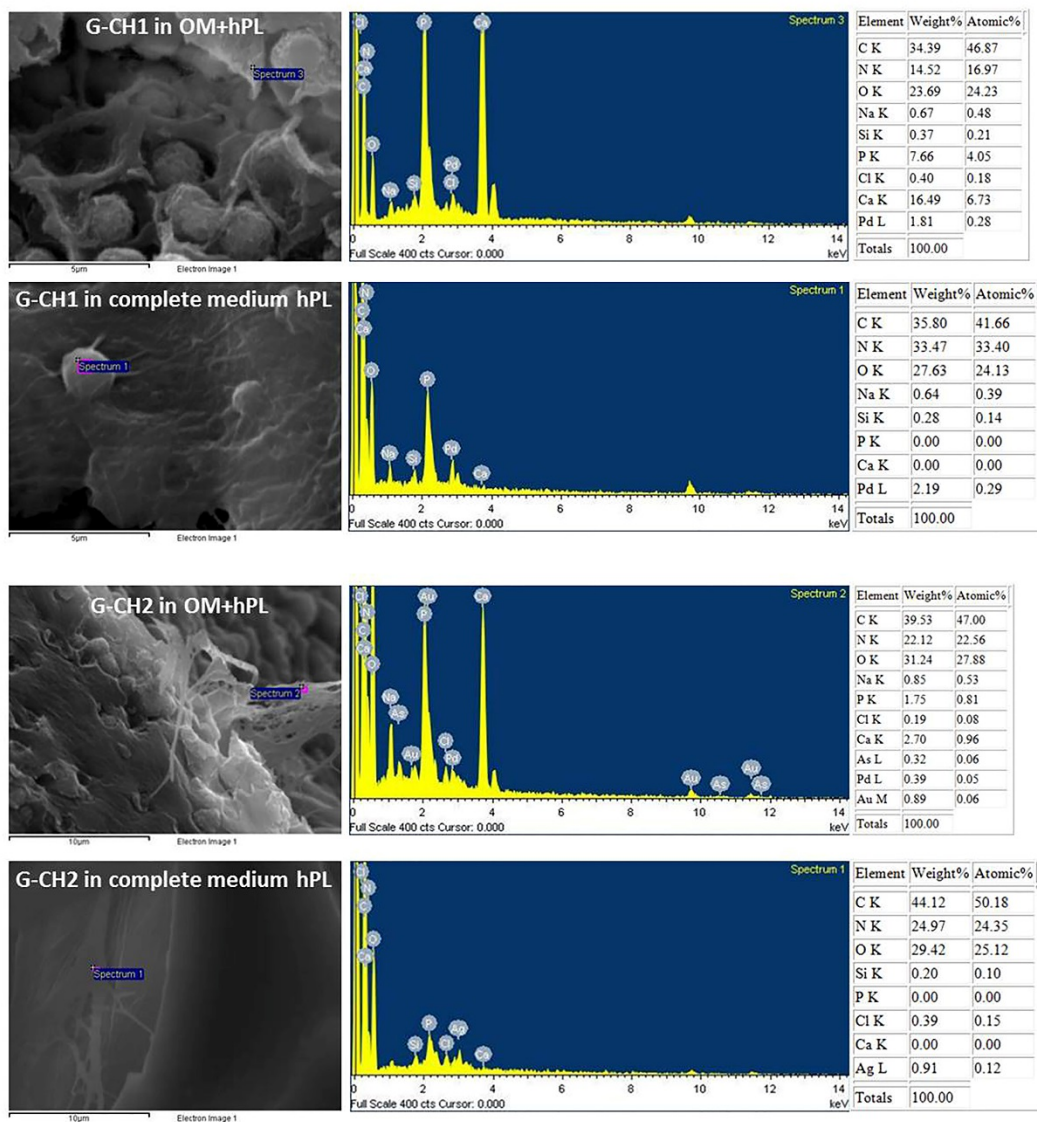 G-CH1 in OM+hPL
Spectrum 3
5µm
Electron Image 1
Spectrum 3
Cl
N
Ca
C
O
Na
Si
P
Pd
Cl
Ca
0 2 4 6 8 10 12 14
Full Scale 400 cts Cursor: 0.000
keV
Element Weight% Atomic%
C K 34.39 46.87
N K 14.52 16.97
O K 23.69 24.23
Na K 0.67 0.48
Si K 0.37 0.21
P K 7.66 4.05
Cl K 0.40 0.18
Ca K 16.49 6.73
Pd L 1.81 0.28
Totals 100.00
G-CH1 in complete medium hPL
Spectrum 1
5µm
Electron Image 1
Spectrum 1
N
C
Ca
O
Na
Si
P
Pd
Ca
0 2 4 6 8 10 12 14
Full Scale 400 cts Cursor: 0.000
keV
Element Weight% Atomic%
C K 35.80 41.66
N K 33.47 33.40
O K 27.63 24.13
Na K 0.64 0.39
Si K 0.28 0.14
P K 0.00 0.00
Ca K 0.00 0.00
Pd L 2.19 0.29
Totals 100.00
G-CH2 in OM+hPL
Spectrum 2
10µm
Electron Image 1
Spectrum 2
Cl
N
C
Ca
O
Na
As
Au
Au
P
Cl
Pd
Ca
Au
As
Au
As
0 2 4 6 8 10 12 14
Full Scale 400 cts Cursor: 0.000
keV
Element Weight% Atomic%
C K 39.53 47.00
N K 22.12 22.56
O K 31.24 27.88
Na K 0.85 0.53
P K 1.75 0.81
Cl K 0.19 0.08
Ca K 2.70 0.96
As L 0.32 0.06
Pd L 0.39 0.05
Au M 0.89 0.06
Totals 100.00
G-CH2 in complete medium hPL
Spectrum 1
10µm
Electron Image 1
Spectrum 1
Cl
N
C
O
Ca
Si
P
Cl
Ag
Ca
0 2 4 6 8 10 12 14
Full Scale 400 cts Cursor: 0.000
keV
Element Weight% Atomic%
C K 44.12 50.18
N K 24.97 24.35
O K 29.42 25.12
Si K 0.20 0.10
P K 0.00 0.00
Cl K 0.39 0.15
Ca K 0.00 0.00
Ag L 0.91 0.12
Totals 100.00